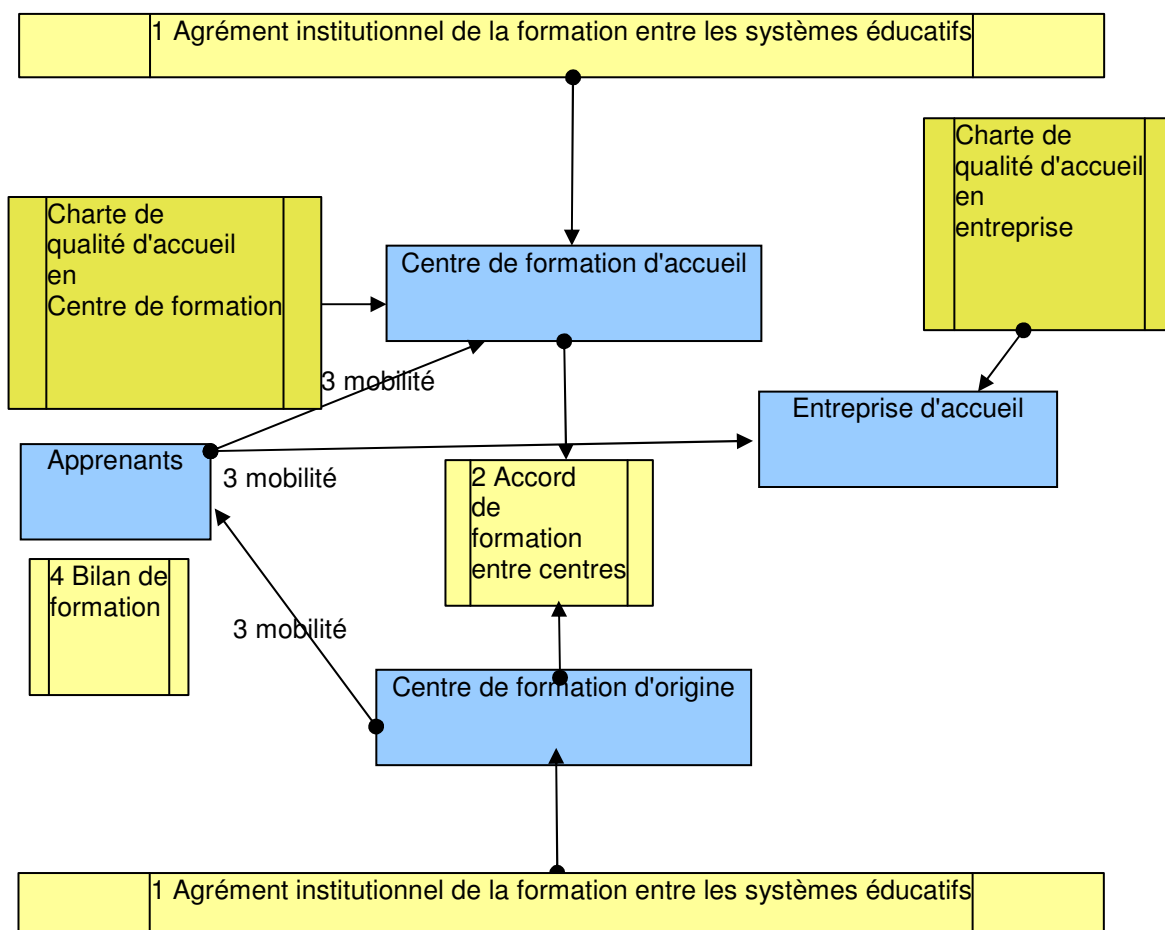 1 Agrément institutionnel de la formation entre les systèmes éducatifs
Charte de
qualité d'accueil
en
entreprise
Charte de
qualité d'accueil
en
Centre de formation
Centre de formation d'accueil
3 mobilité
Entreprise d'accueil
Apprenants
3 mobilité
2 Accord
de
formation
entre centres
4 Bilan de
formation
3 mobilité
Centre de formation d'origine
1 Agrément institutionnel de la formation entre les systèmes éducatifs